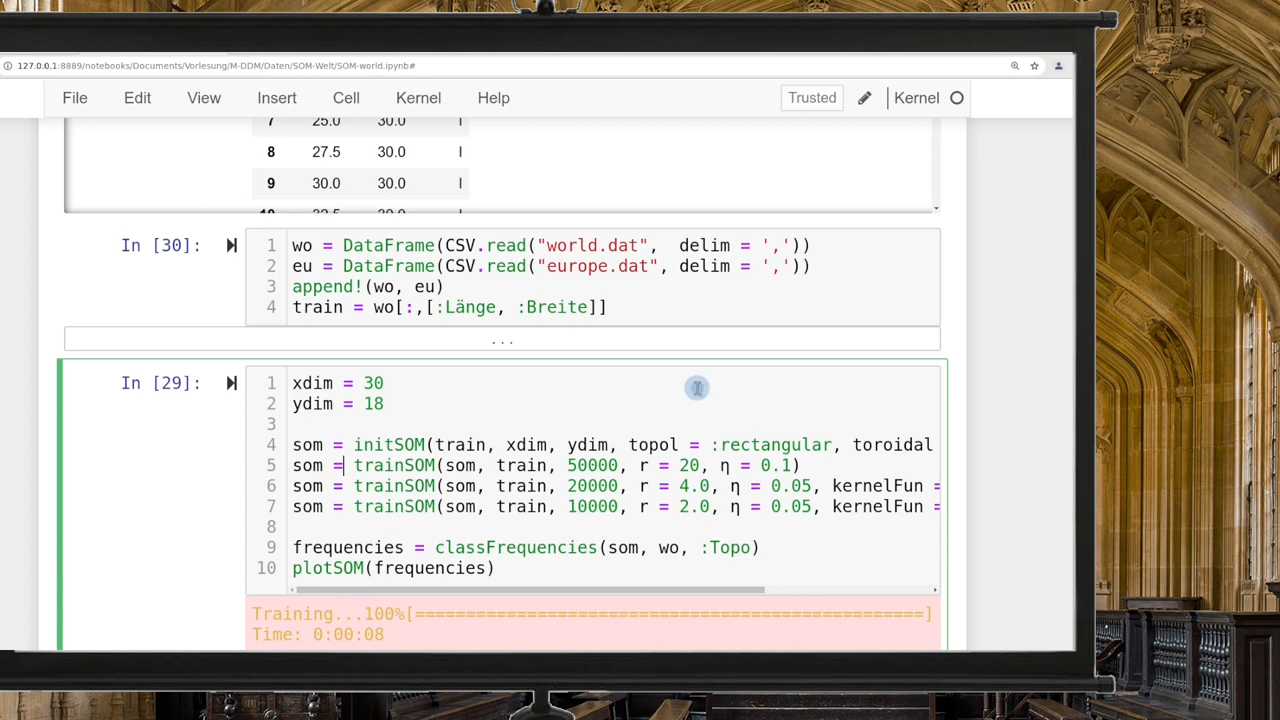 127.0.0.1:8889/notebooks/Documents/Vorlesung/M-DDM/Daten/SOM-Welt/SOM-world.ipynb#
File Edit View Insert Cell Kernel Help Trusted Kernel
7 25.0 30.0 l
8 27.5 30.0 l
9 30.0 30.0 l
10 32.5 30.0 l
In [30]:
1 wo = DataFrame(CSV.read("world.dat",  delim = ','))
2 eu = DataFrame(CSV.read("europe.dat", delim = ','))
3 append!(wo, eu)
4 train = wo[:,[:Länge, :Breite]]
...
In [29]:
1 xdim = 30
2 ydim = 18
3
4 som = initSOM(train, xdim, ydim, topol = :rectangular, toroidal
5 som = trainSOM(som, train, 50000, r = 20, η = 0.1)
6 som = trainSOM(som, train, 20000, r = 4.0, η = 0.05, kernelFun =
7 som = trainSOM(som, train, 10000, r = 2.0, η = 0.05, kernelFun =
8
9 frequencies = classFrequencies(som, wo, :Topo)
10 plotSOM(frequencies)
Training...100%[==================================================]
Time: 0:00:08